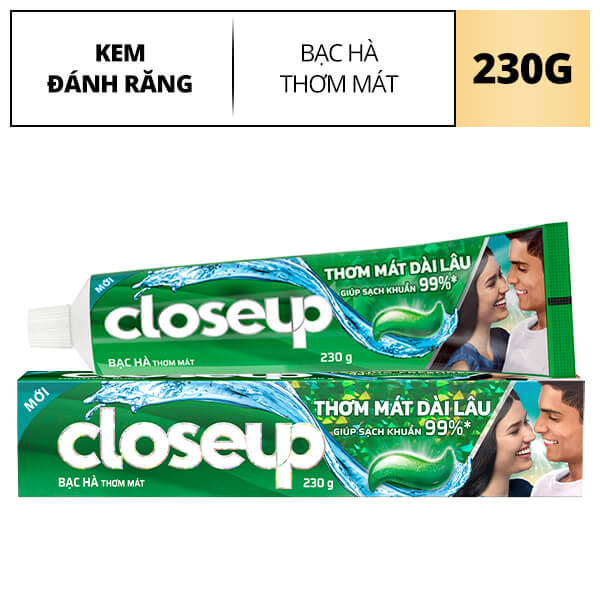 KEM
ĐÁNH RĂNG
BẠC HÀ
THƠM MÁT
230G
MỚI
closeup
THƠM MÁT DÀI LÂU
GIÚP SẠCH KHUẨN 99%*
BẠC HÀ THƠM MÁT
230 g
MỚI
closeup
THƠM MÁT DÀI LÂU
GIÚP SẠCH KHUẨN 99%*
BẠC HÀ THƠM MÁT
230 g